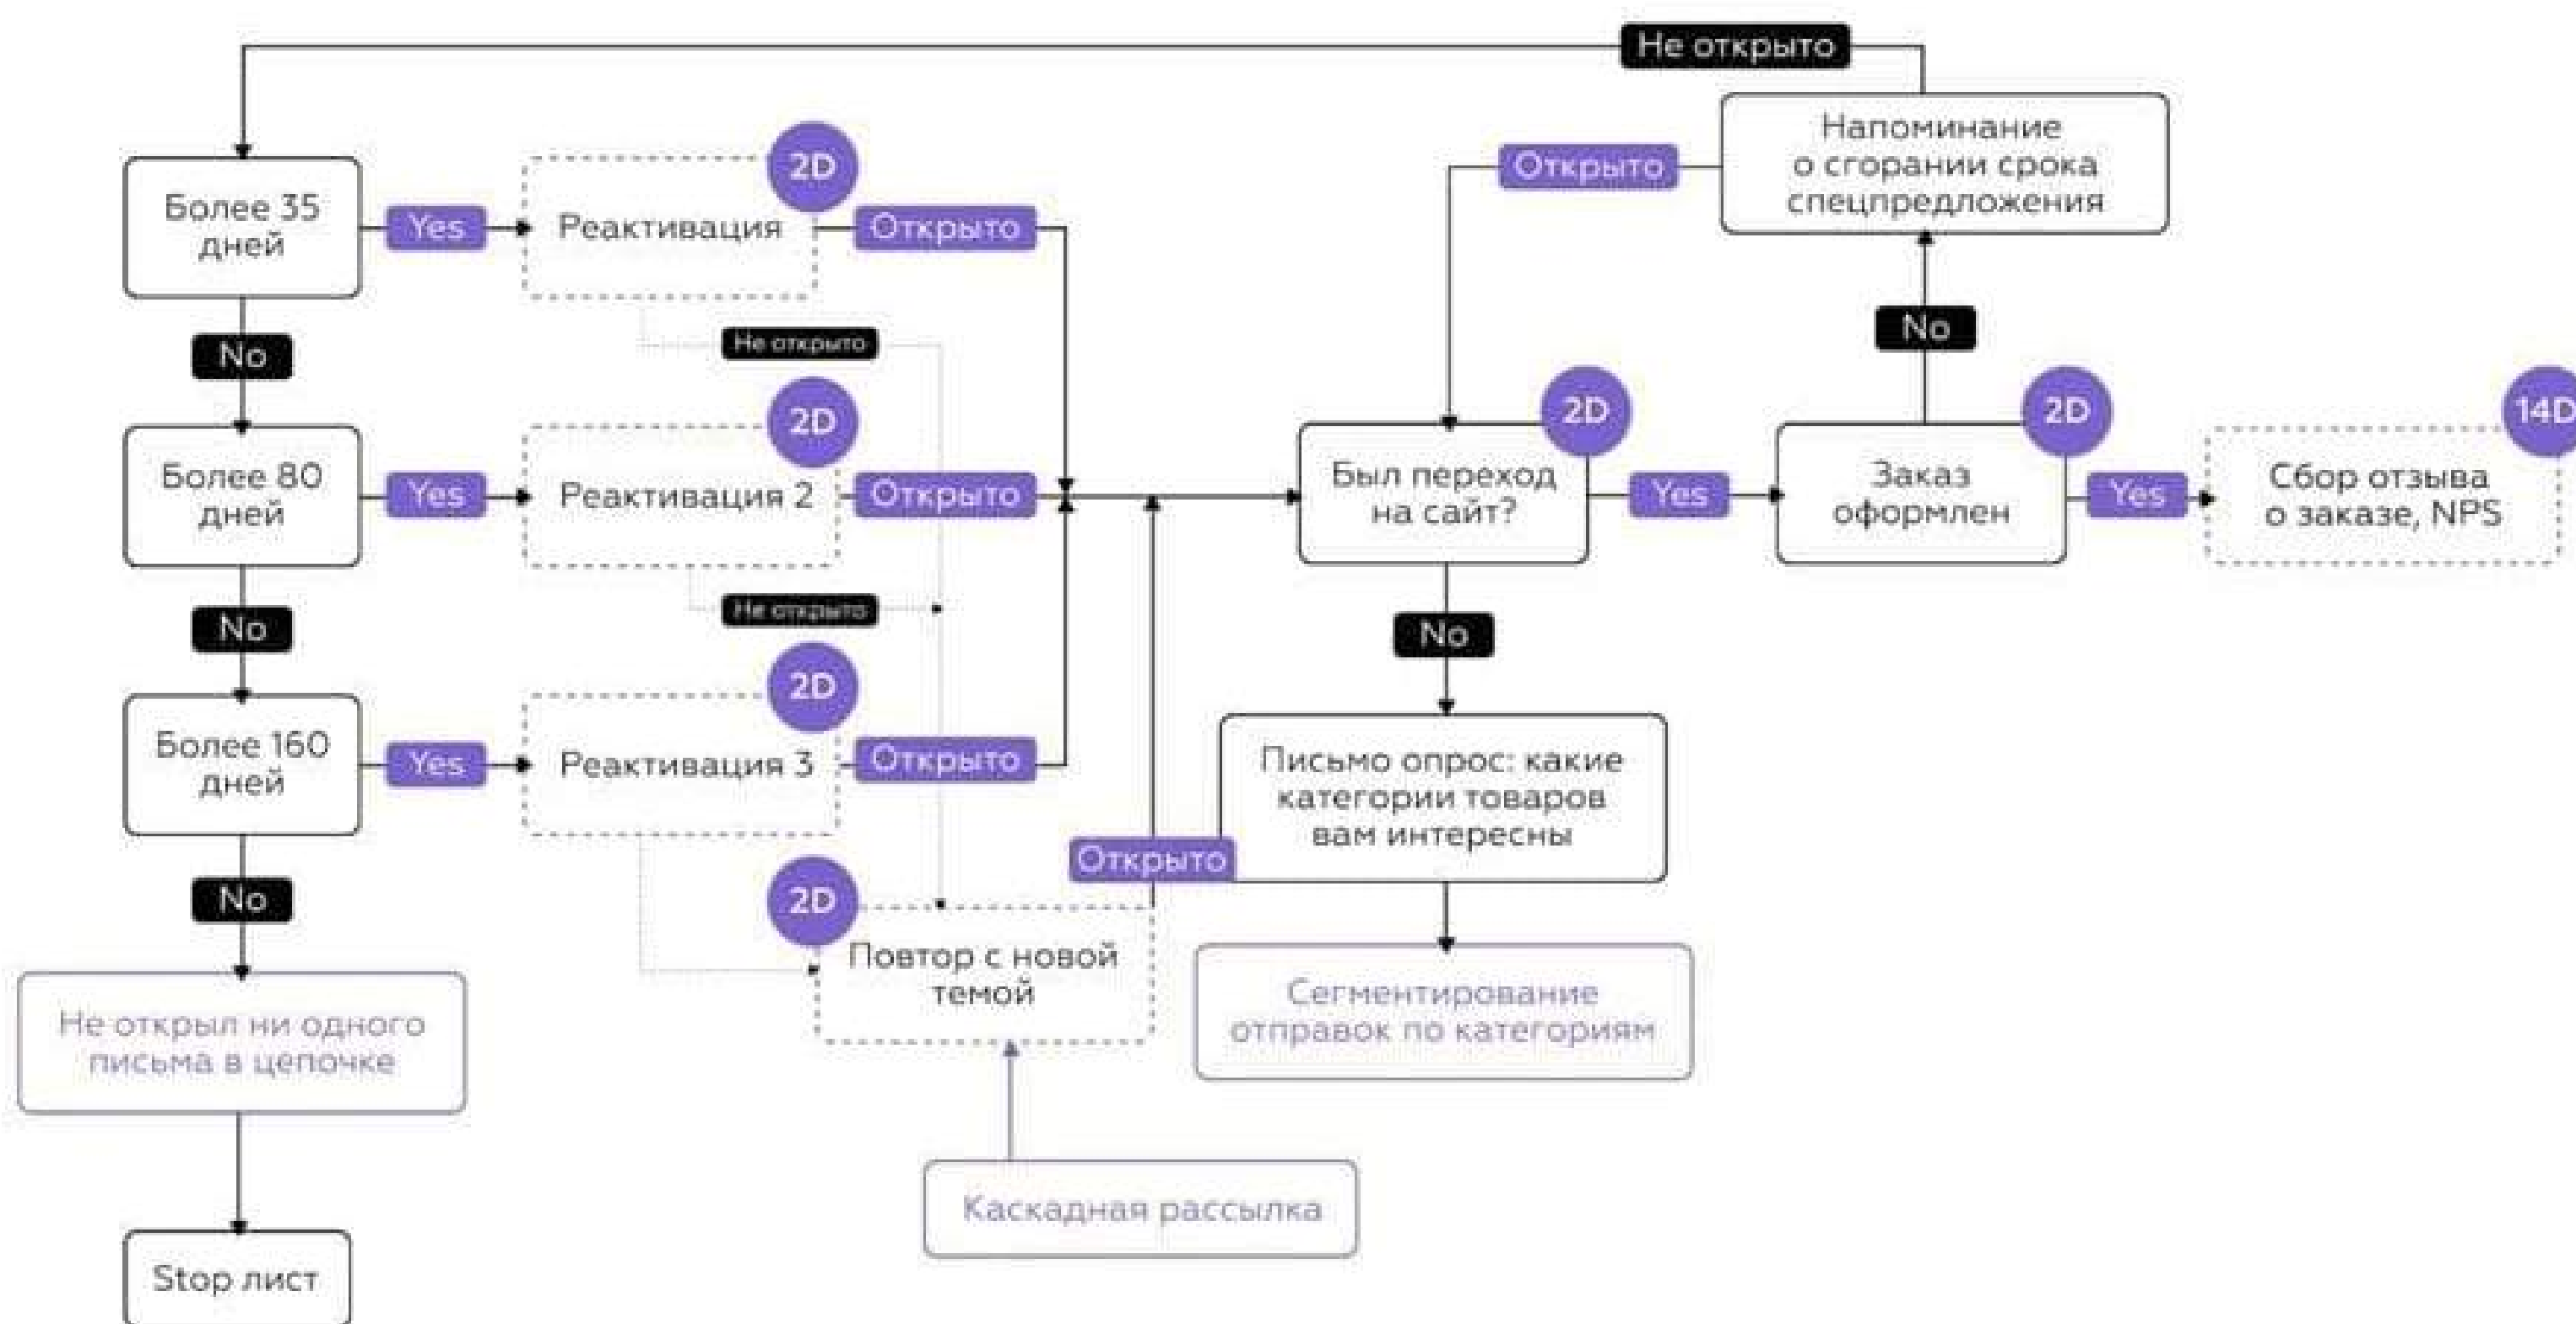 Не открыто
Напоминание
о сгорании срока
спецпредложения
Открыто
No
Более 35
дней
Yes
Реактивация
2D
Открыто
Не открыто
No
Более 80
дней
Yes
Реактивация 2
2D
Открыто
Не открыто
Был переход
на сайт?
2D
Yes
Заказ
оформлен
2D
Yes
Сбор отзыва
о заказе, NPS
14D
No
No
Более 160
дней
Yes
Реактивация 3
2D
Открыто
Письмо опрос: какие
категории товаров
вам интересны
Открыто
No
2D
Повтор с новой
темой
Сегментирование
отправок по категориям
Не открыл ни одного
письма в цепочке
Каскадная рассылка
Stop лист